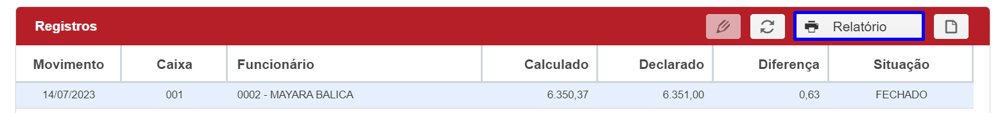 Registros Relatório
Movimento Caixa Funcionário Calculado Declarado Diferença Situação
14/07/2023 001 0002 - MAYARA BALICA 6.350,37 6.351,00 0,63 FECHADO